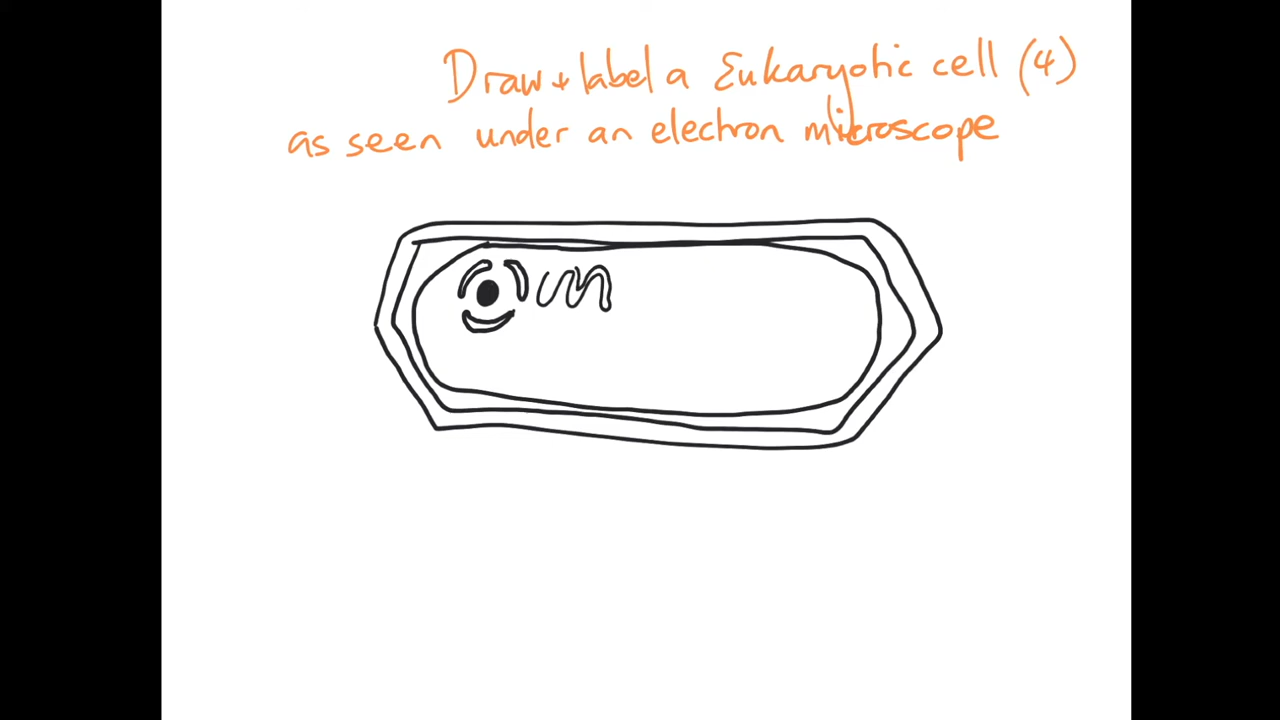 Draw + label a Eukaryotic cell (4)
as seen under an electron microscope